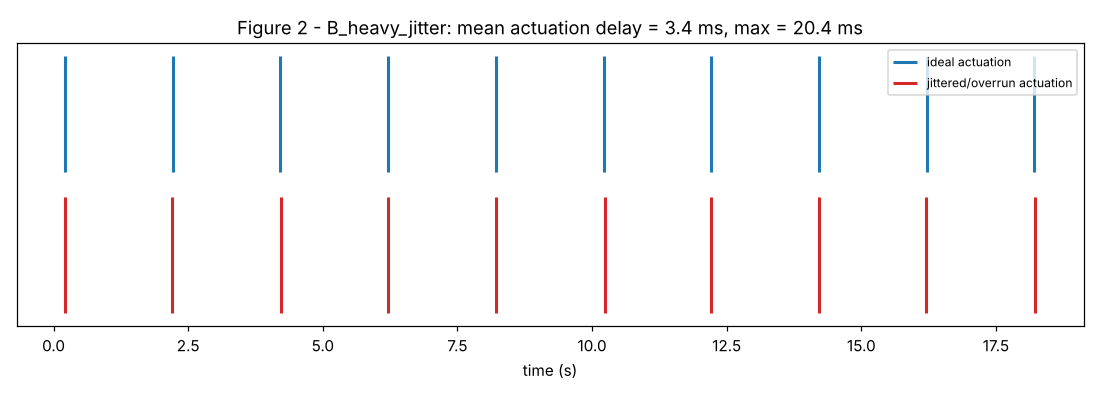 Figure 2 - B_heavy_jitter: mean actuation delay = 3.4 ms, max = 20.4 ms
ideal actuation
jittered/overrun actuation
0.0 2.5 5.0 7.5 10.0 12.5 15.0 17.5
time (s)